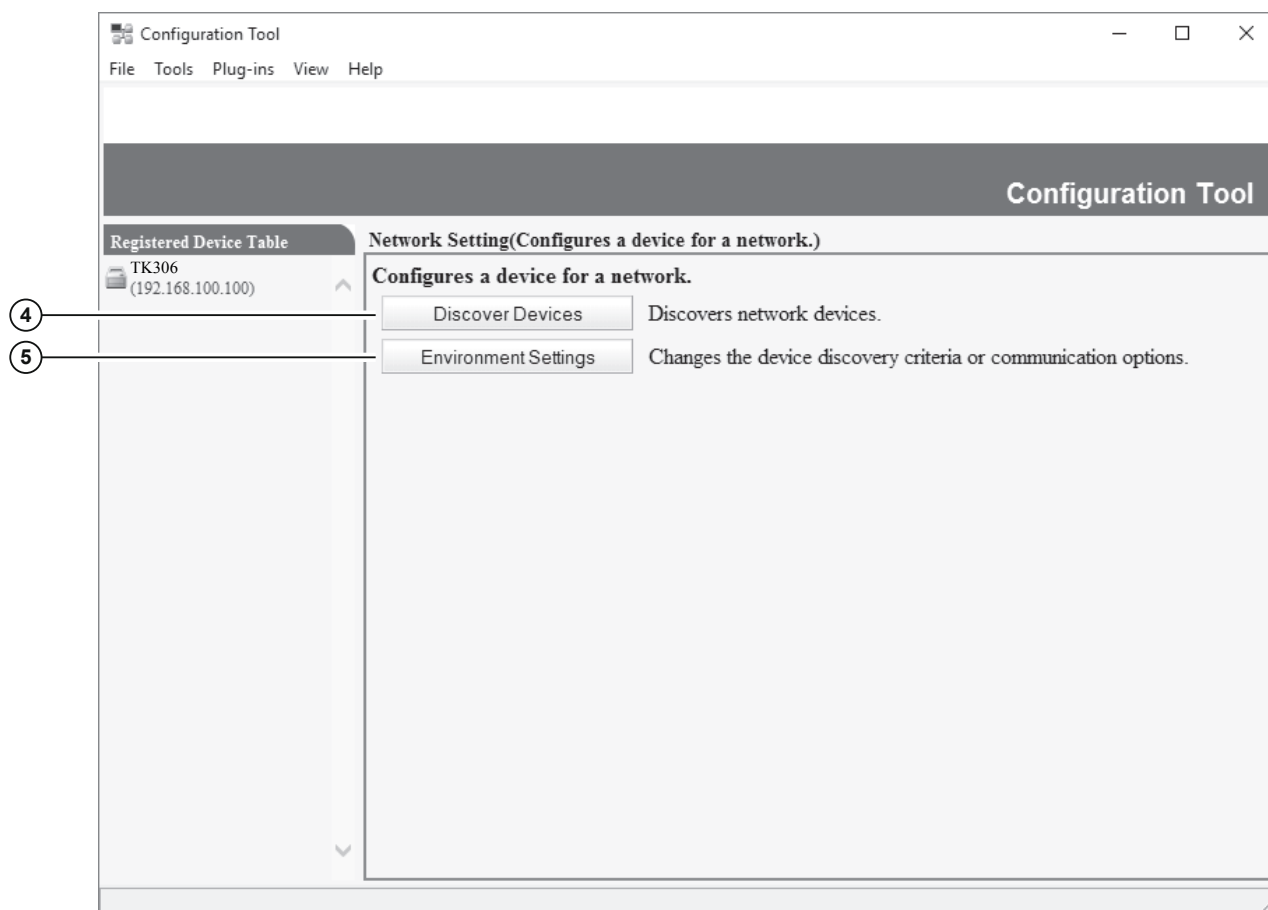 Configuration Tool
File Tools Plug-ins View Help
Configuration Tool
Registered Device Table
TK306
(192.168.100.100)
Network Setting(Configures a device for a network.)
Configures a device for a network.
4 Discover Devices Discovers network devices.
5 Environment Settings Changes the device discovery criteria or communication options.